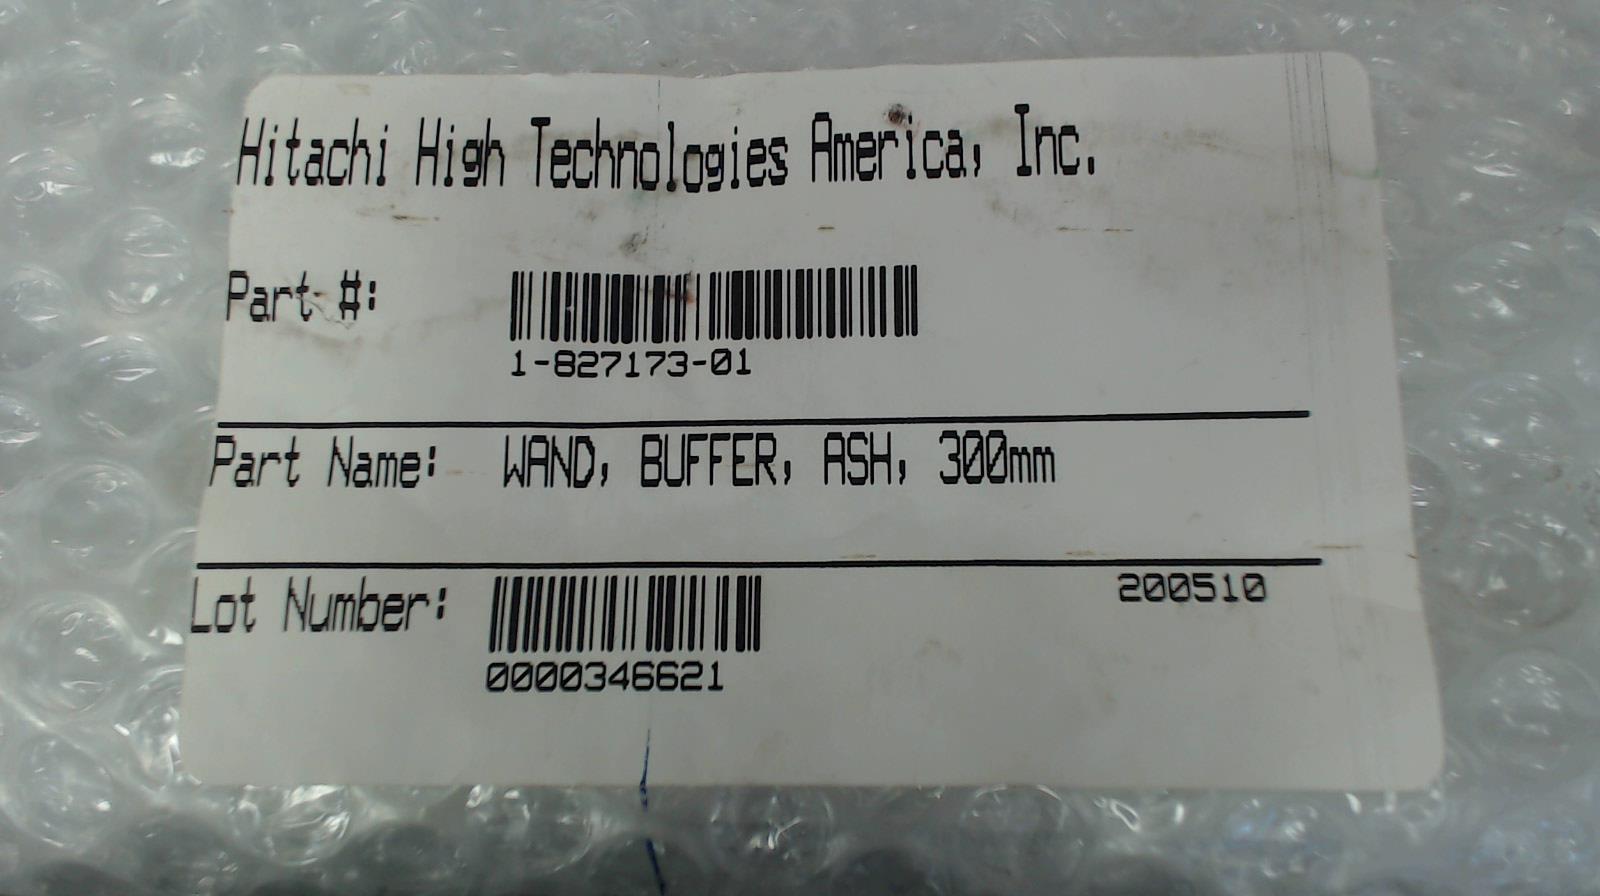 Hitachi High Technologies America, Inc.
Part #:
1-827173-01
Part Name: WAND, BUFFER, ASH, 300mm
Lot Number: 200510
0000346621